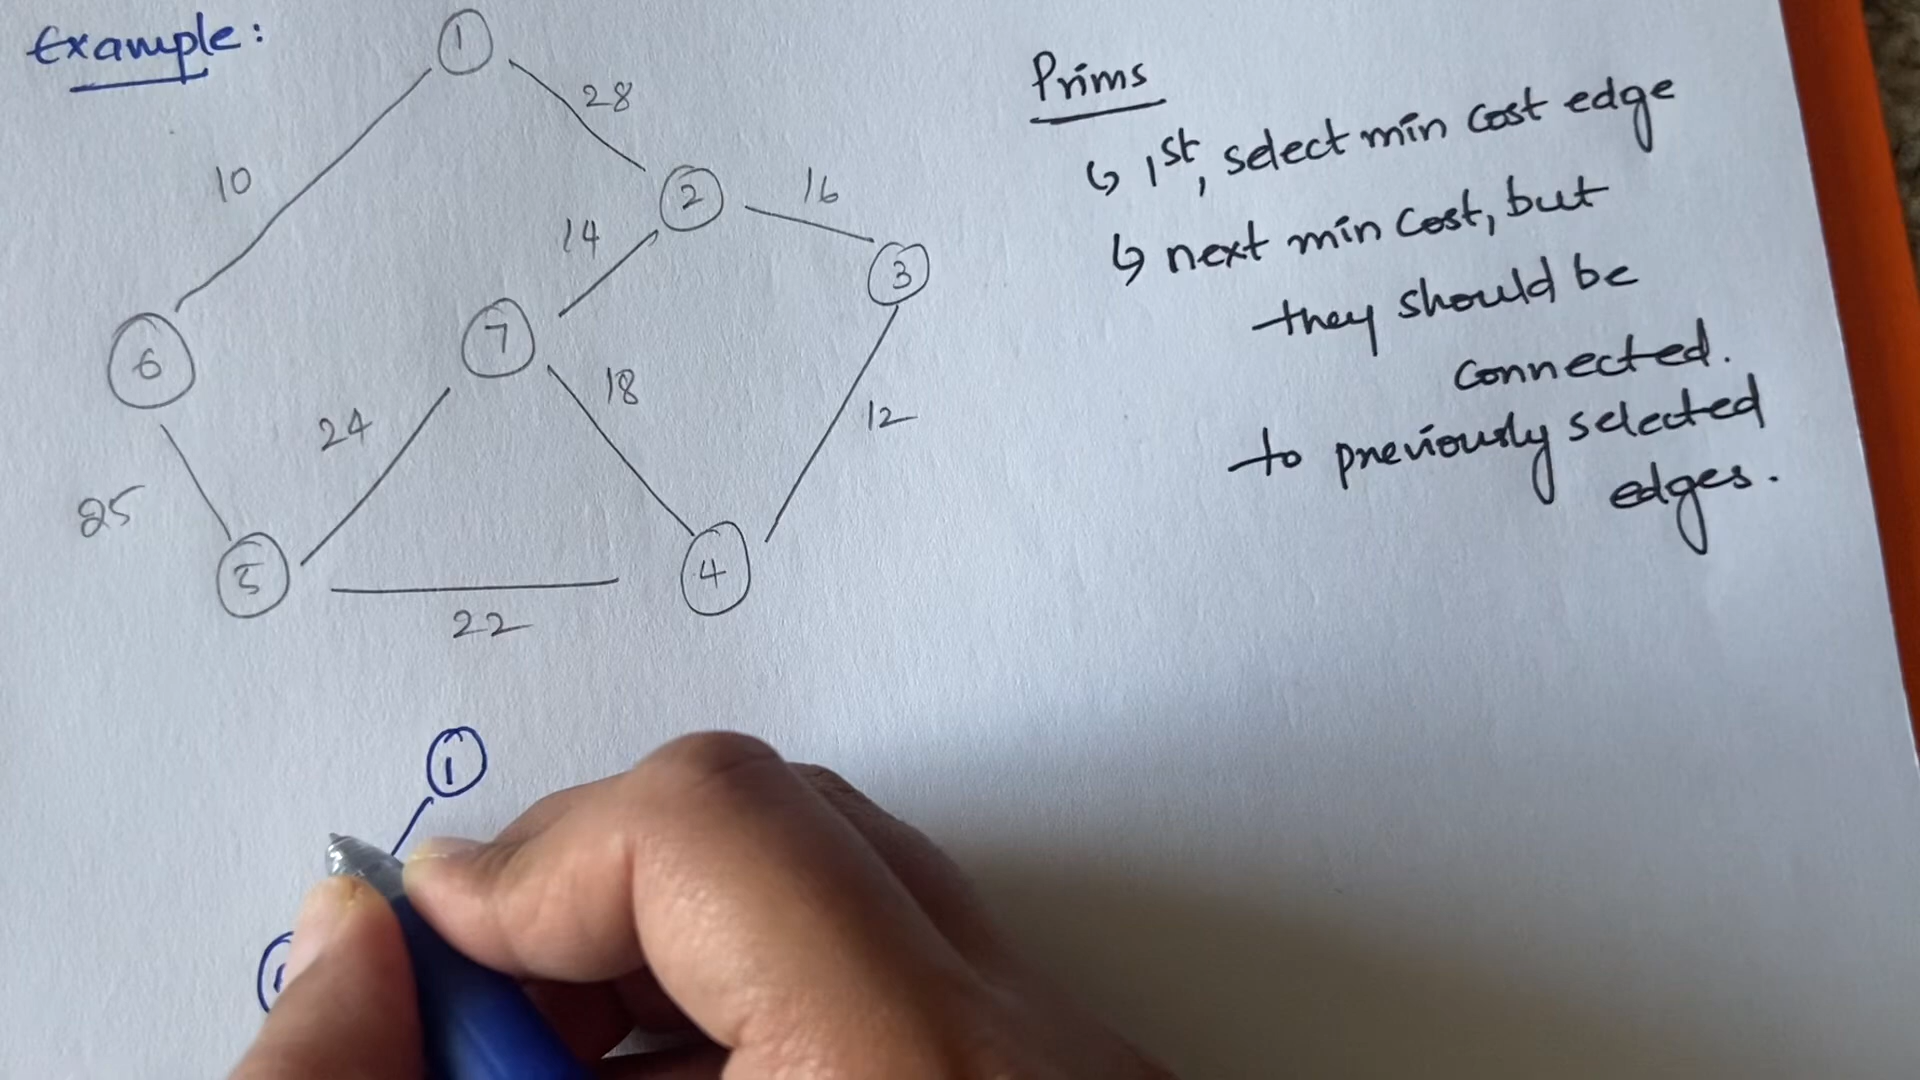 Example:
1
28
10
2
16
14
3
7
6
18
24
12
25
5
4
22
Prims
↳ 1st, select min cost edge
↳ next min cost, but
they should be
connected.
to previously selected
edges.
1